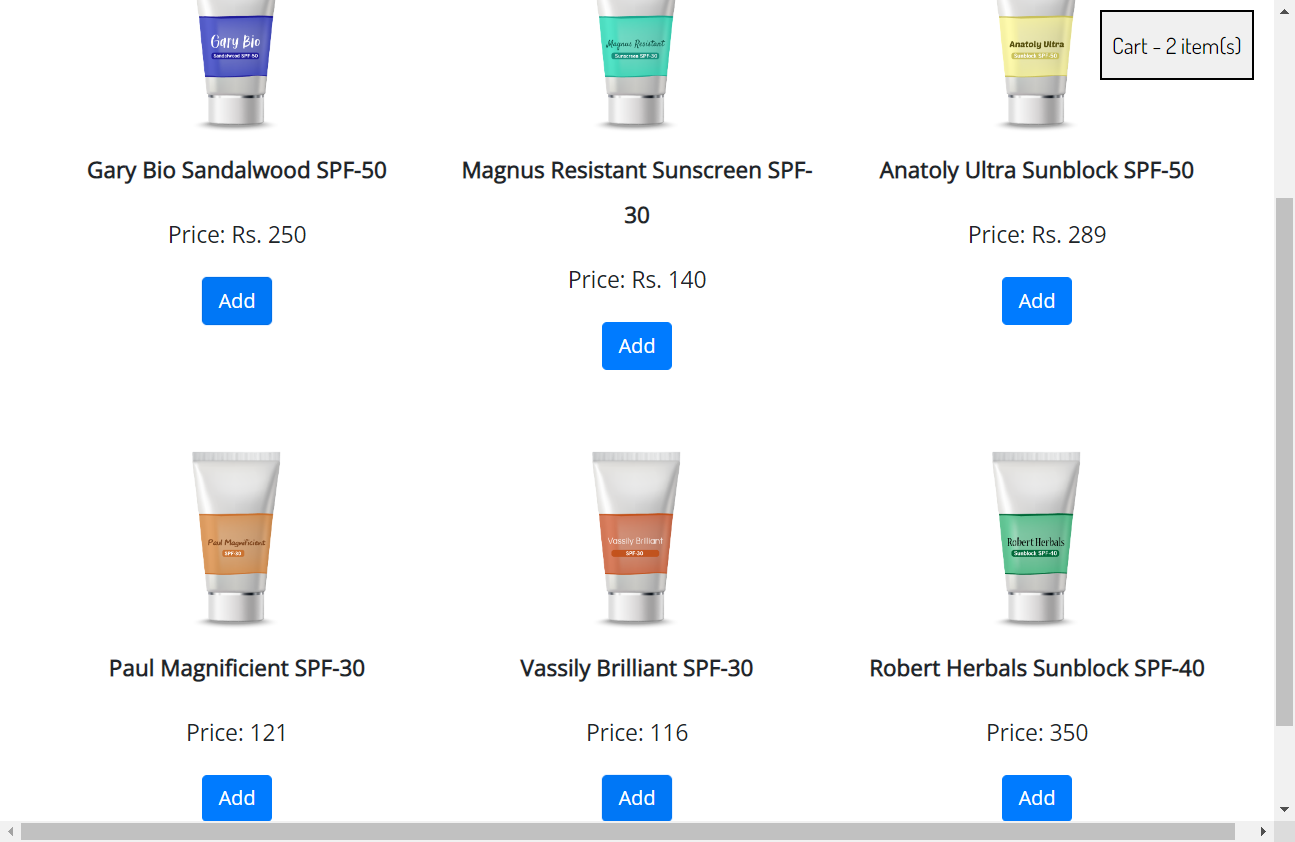 Gary Bio
Sandalwood SPF-50
Magnus Resistant
Sunscreen SPF-30
Anatoly Ultra
Sunblock SPF-50
Cart - 2 item(s)
Gary Bio Sandalwood SPF-50
Magnus Resistant Sunscreen SPF-
30
Anatoly Ultra Sunblock SPF-50
Price: Rs. 250
Price: Rs. 140
Price: Rs. 289
Add
Add
Add
Paul Magnificient
SPF-30
Vassily Brilliant
SPF-30
Robert Herbals
Sunblock SPF-40
Paul Magnificient SPF-30
Vassily Brilliant SPF-30
Robert Herbals Sunblock SPF-40
Price: 121
Price: 116
Price: 350
Add
Add
Add